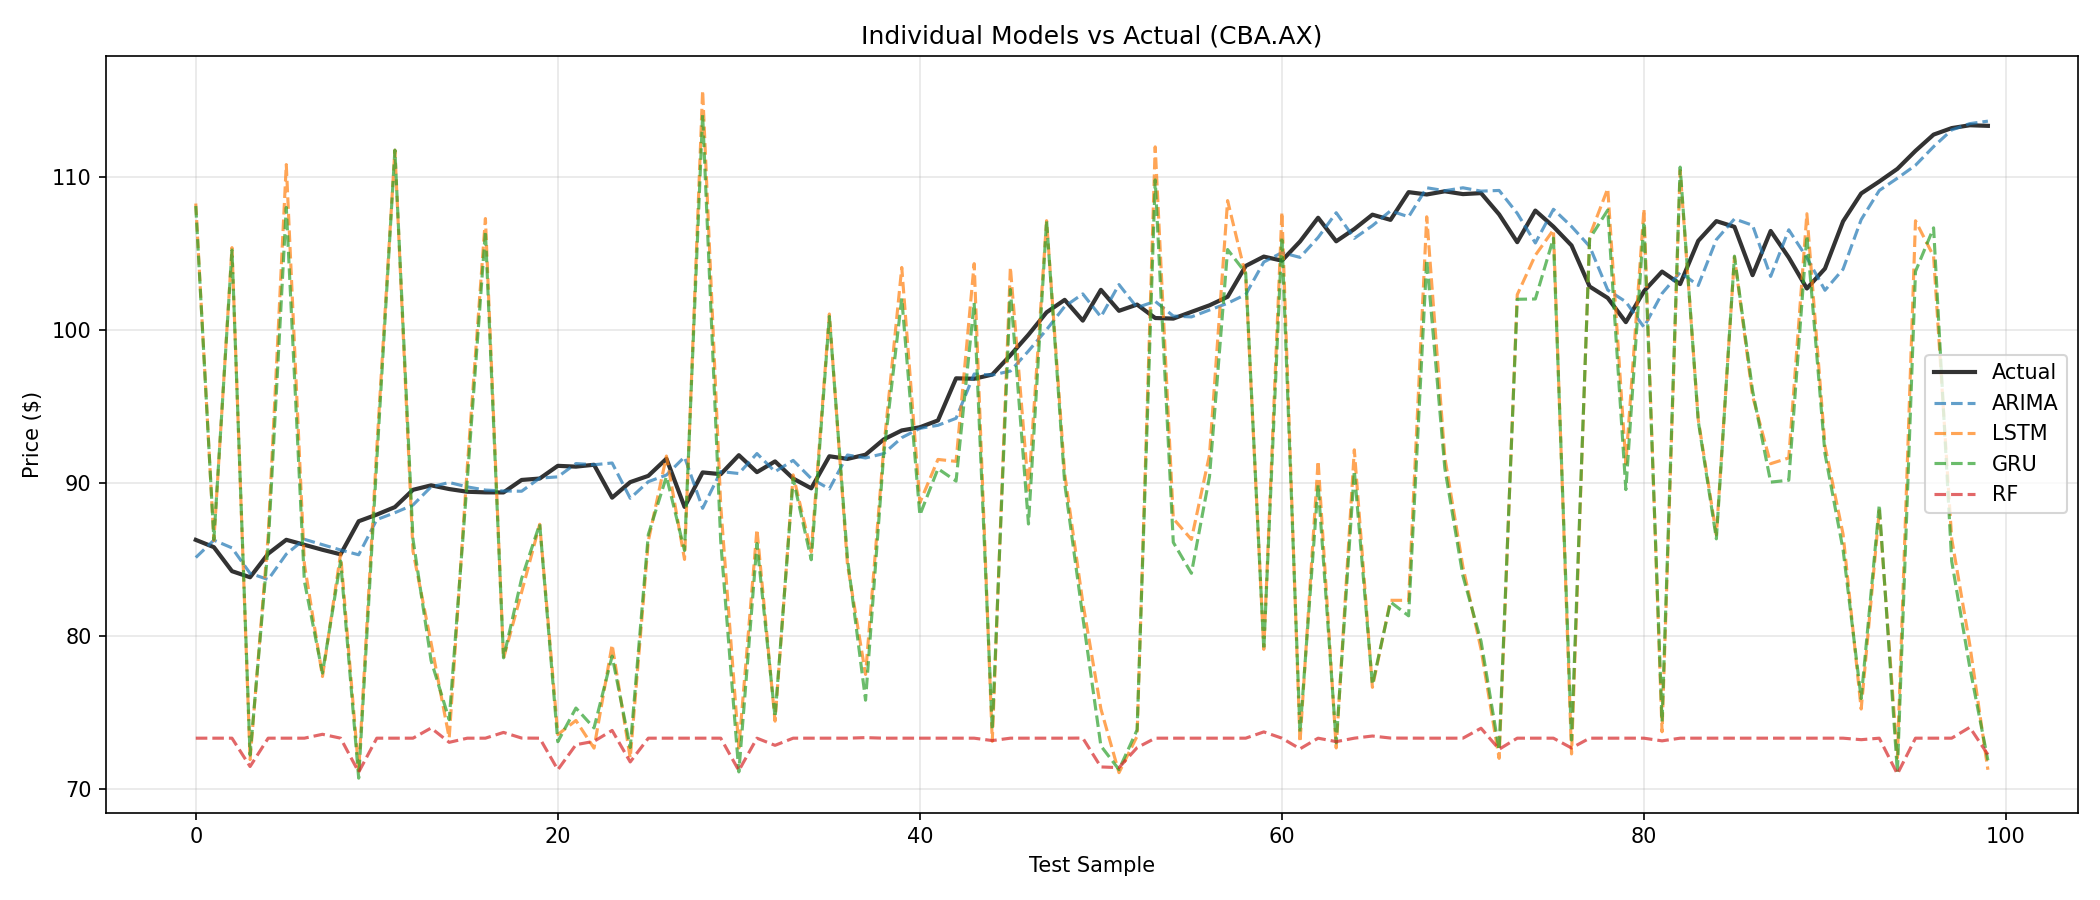 Individual Models vs Actual (CBA.AX)
Price ($)
110
100
90
80
70
Actual
ARIMA
LSTM
GRU
RF
0 20 40 60 80 100
Test Sample